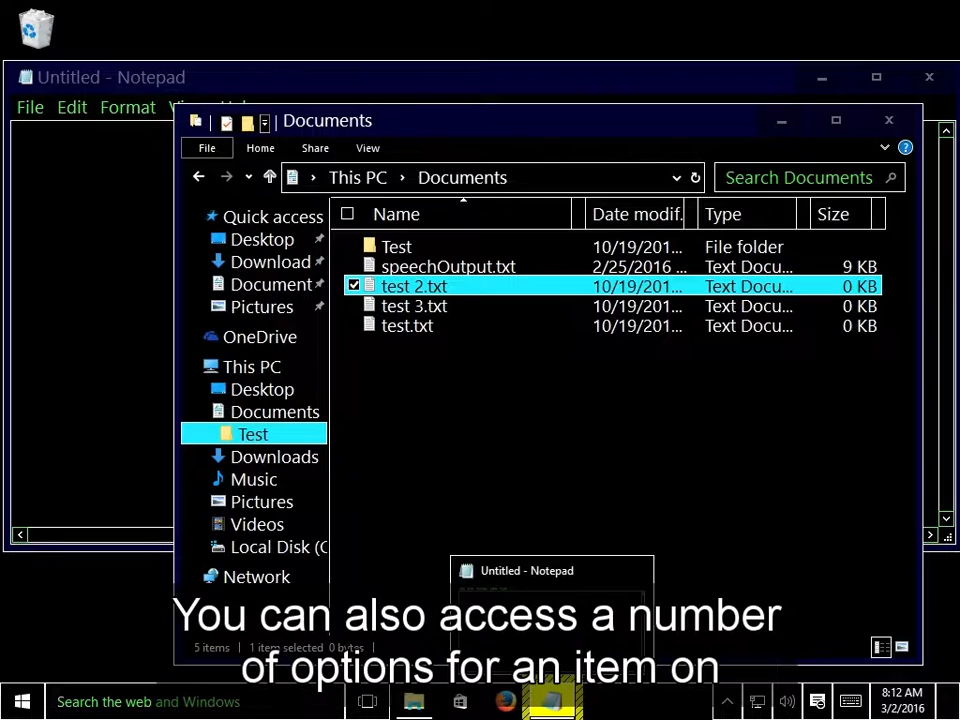 Untitled - Notepad
File Edit Format
Documents
File Home Share View
This PC Documents
Search Documents
Name Date modif. Type Size
Quick access
Desktop
Download
Document
Pictures
OneDrive
This PC
Desktop
Documents
Test
Downloads
Music
Pictures
Videos
Local Disk (C
Network
Test 10/19/201... File folder
speechOutput.txt 2/25/2016 ... Text Docu... 9 KB
test 2.txt 10/19/201... Text Docu... 0 KB
test 3.txt 10/19/201... Text Docu... 0 KB
test.txt 10/19/201... Text Docu... 0 KB
Untitled - Notepad
You can also access a number
of options for an item on
5 items 1 item selected 0 bytes
Search the web and Windows
8:12 AM
3/2/2016